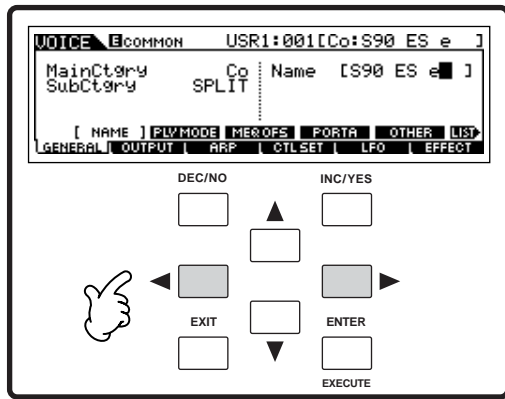 VOICE E COMMON USR1:001[Co:S90 ES e ]
MainCtgry Co Name [S90 ES e ]
SubCtgry SPLIT
[ NAME ] PLYMODE MEQOFS PORTA OTHER LIST
GENERAL OUTPUT ARP CTLSET LFO EFFECT
DEC/NO INC/YES
EXIT ENTER
EXECUTE